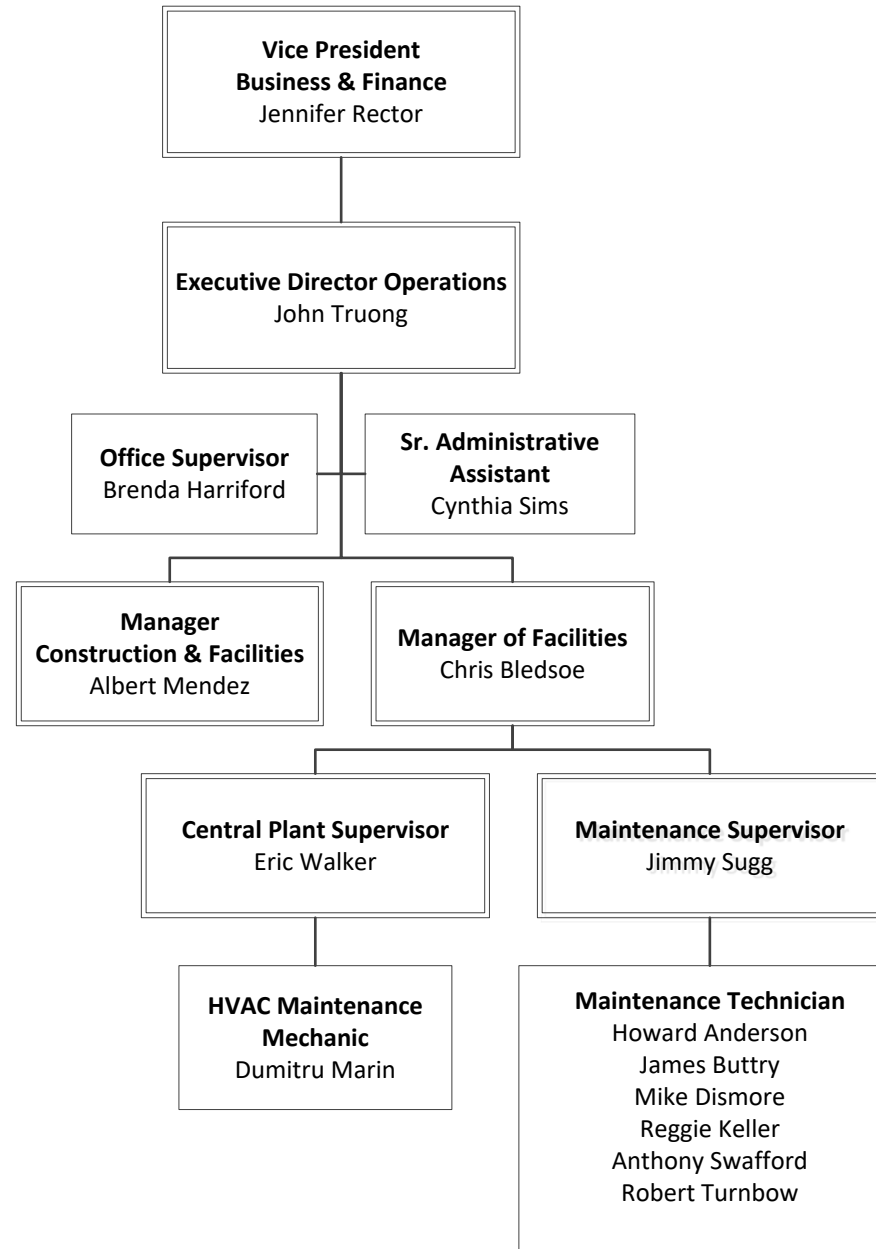 Vice President
Business & Finance
Jennifer Rector
Executive Director Operations
John Truong
Office Supervisor
Brenda Harriford
Sr. Administrative
Assistant
Cynthia Sims
Manager
Construction & Facilities
Albert Mendez
Manager of Facilities
Chris Bledsoe
Central Plant Supervisor
Eric Walker
Maintenance Supervisor
Jimmy Sugg
HVAC Maintenance
Mechanic
Dumitru Marin
Maintenance Technician
Howard Anderson
James Buttry
Mike Dismore
Reggie Keller
Anthony Swafford
Robert Turnbow